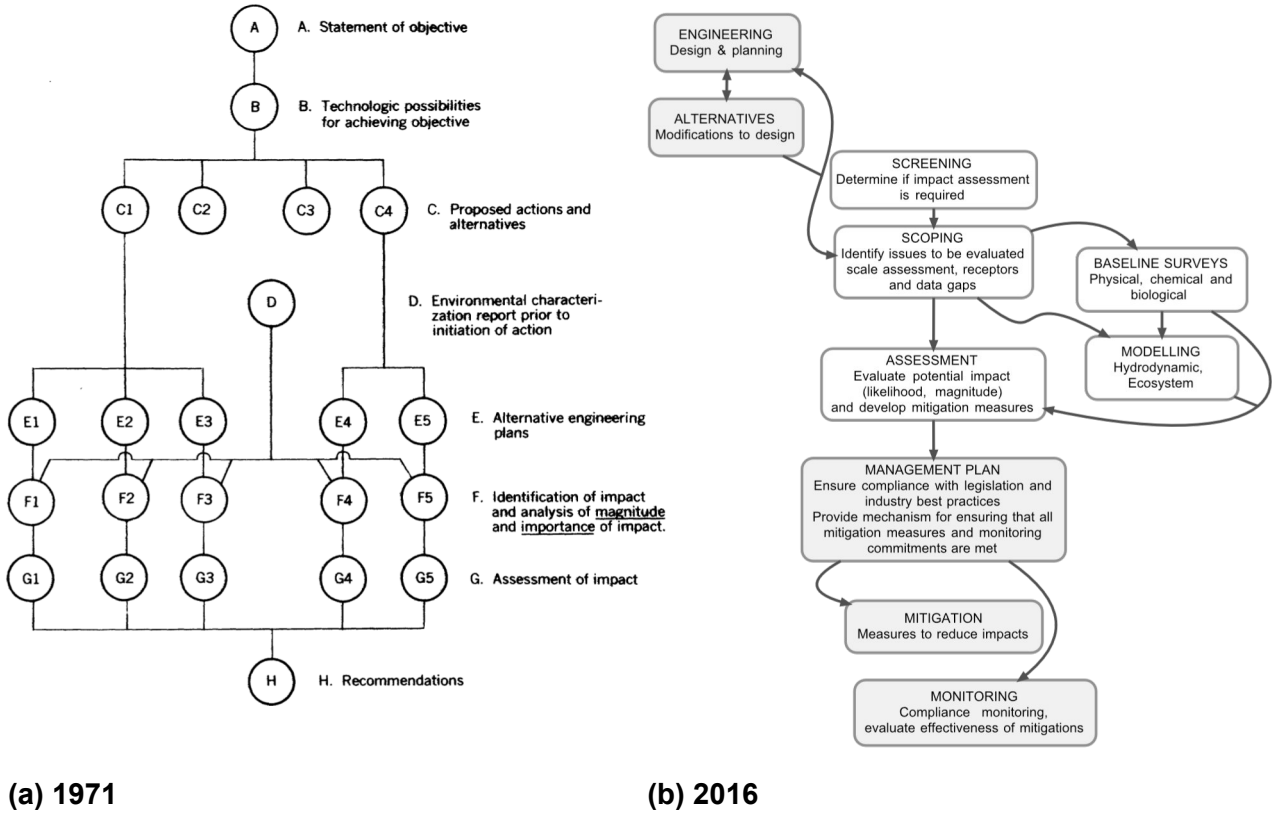 A
A. Statement of objective
B
B. Technologic possibilities
for achieving objective
C1
C2
C3
C4
C. Proposed actions and
alternatives
D
D. Environmental characteri-
zation report prior to
initiation of action
E1
E2
E3
E4
E5
E. Alternative engineering
plans
F1
F2
F3
F4
F5
F. Identification of impact
and analysis of magnitude
and importance of impact.
G1
G2
G3
G4
G5
G. Assessment of impact
H
H. Recommendations
(a) 1971
ENGINEERING
Design & planning
ALTERNATIVES
Modifications to design
SCREENING
Determine if impact assessment
is required
SCOPING
Identify issues to be evaluated
scale assessment, receptors
and data gaps
BASELINE SURVEYS
Physical, chemical and
biological
MODELLING
Hydrodynamic,
Ecosystem
ASSESSMENT
Evaluate potential impact
(likelihood, magnitude)
and develop mitigation measures
MANAGEMENT PLAN
Ensure compliance with legislation and
industry best practices
Provide mechanism for ensuring that all
mitigation measures and monitoring
commitments are met
MITIGATION
Measures to reduce impacts
MONITORING
Compliance monitoring,
evaluate effectiveness of mitigations
(b) 2016